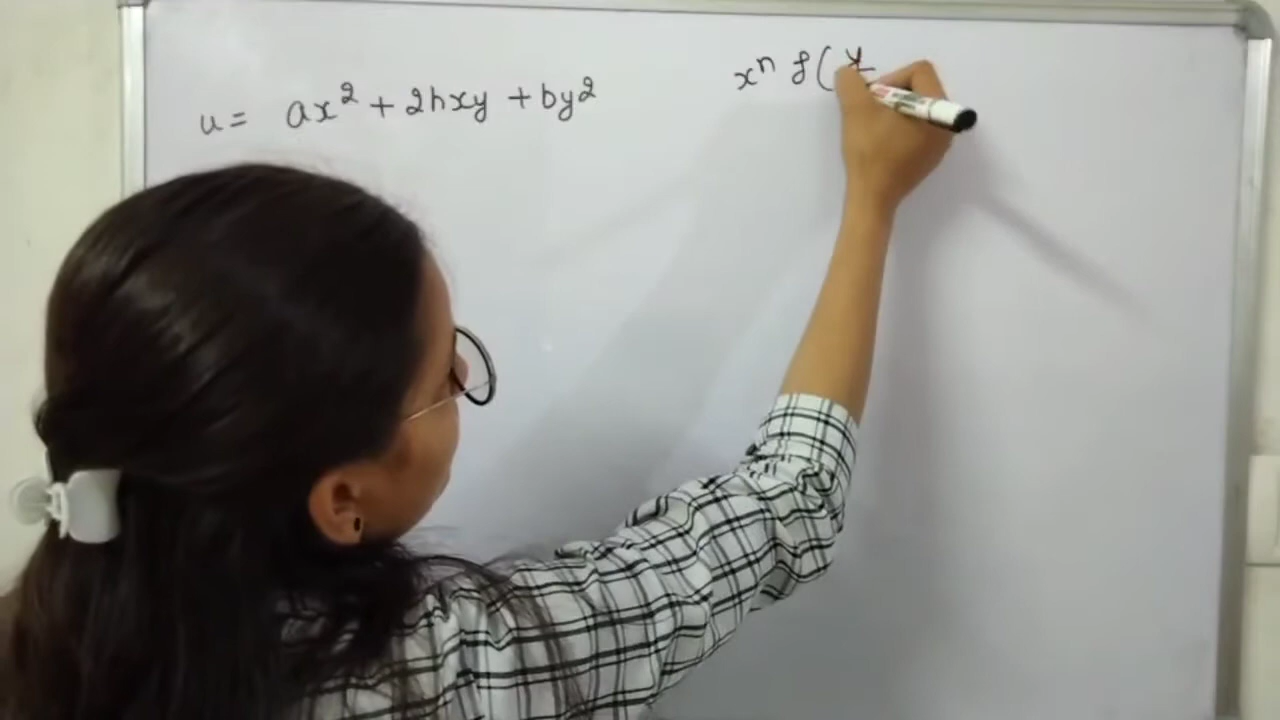 u = ax² + 2hxy + by²
xⁿ f( y